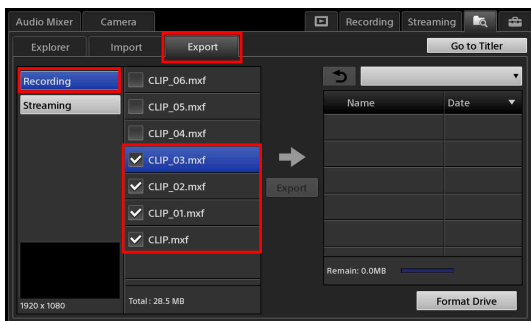 Audio Mixer Camera Recording Streaming
Explorer Import Export Go to Titler
Recording
Streaming
CLIP_06.mxf
CLIP_05.mxf
CLIP_04.mxf
CLIP_03.mxf
CLIP_02.mxf
CLIP_01.mxf
CLIP.mxf
Export
Name Date
Remain: 0.0MB
1920 x 1080
Total : 28.5 MB
Format Drive